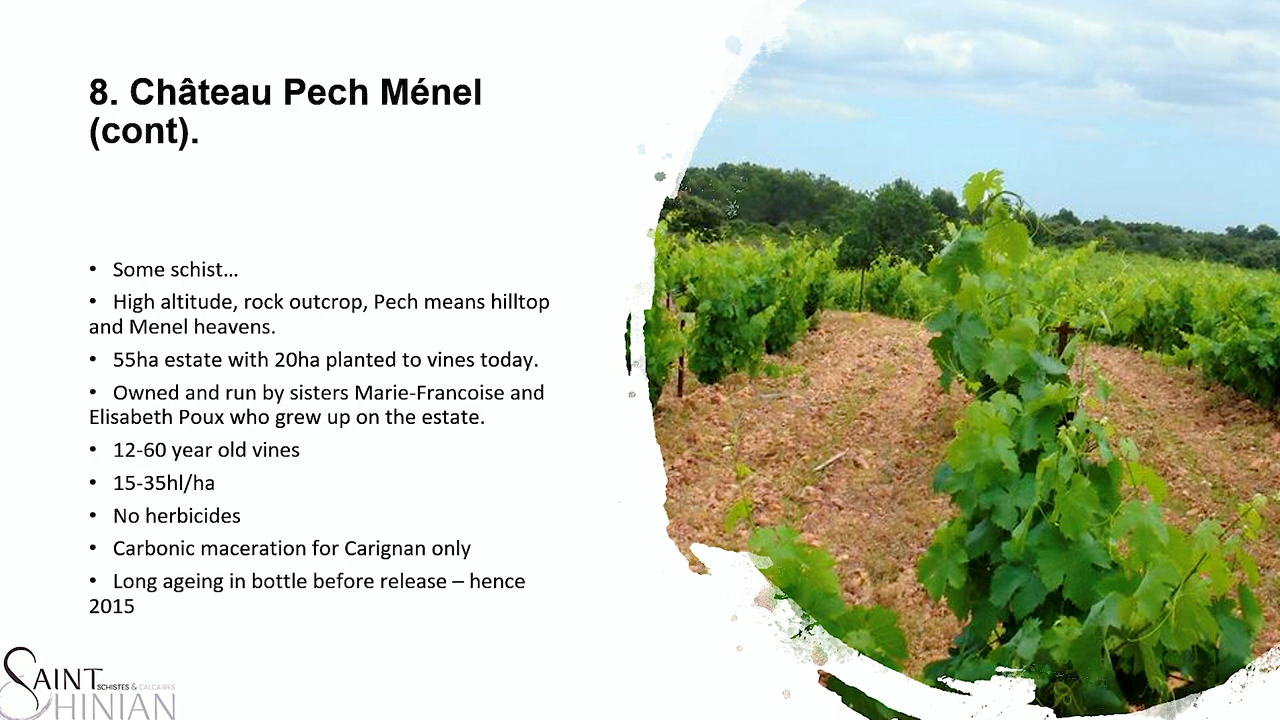 8. Château Pech Ménel
(cont).
• Some schist…
• High altitude, rock outcrop, Pech means hilltop
and Menel heavens.
• 55ha estate with 20ha planted to vines today.
• Owned and run by sisters Marie-Francoise and
Elisabeth Poux who grew up on the estate.
• 12-60 year old vines
• 15-35hl/ha
• No herbicides
• Carbonic maceration for Carignan only
• Long ageing in bottle before release – hence
2015
SAINT
SCHISTES & CALCAIRES
CHINIAN